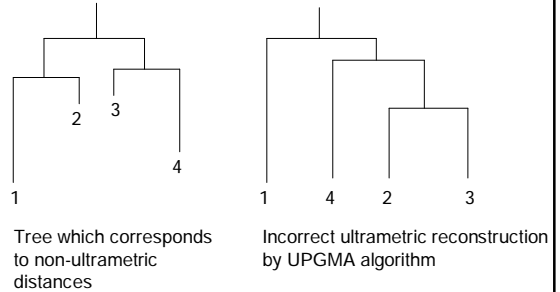 2
3
4
1
1 4 2 3
Tree which corresponds
to non-ultrametric
distances
Incorrect ultrametric reconstruction
by UPGMA algorithm